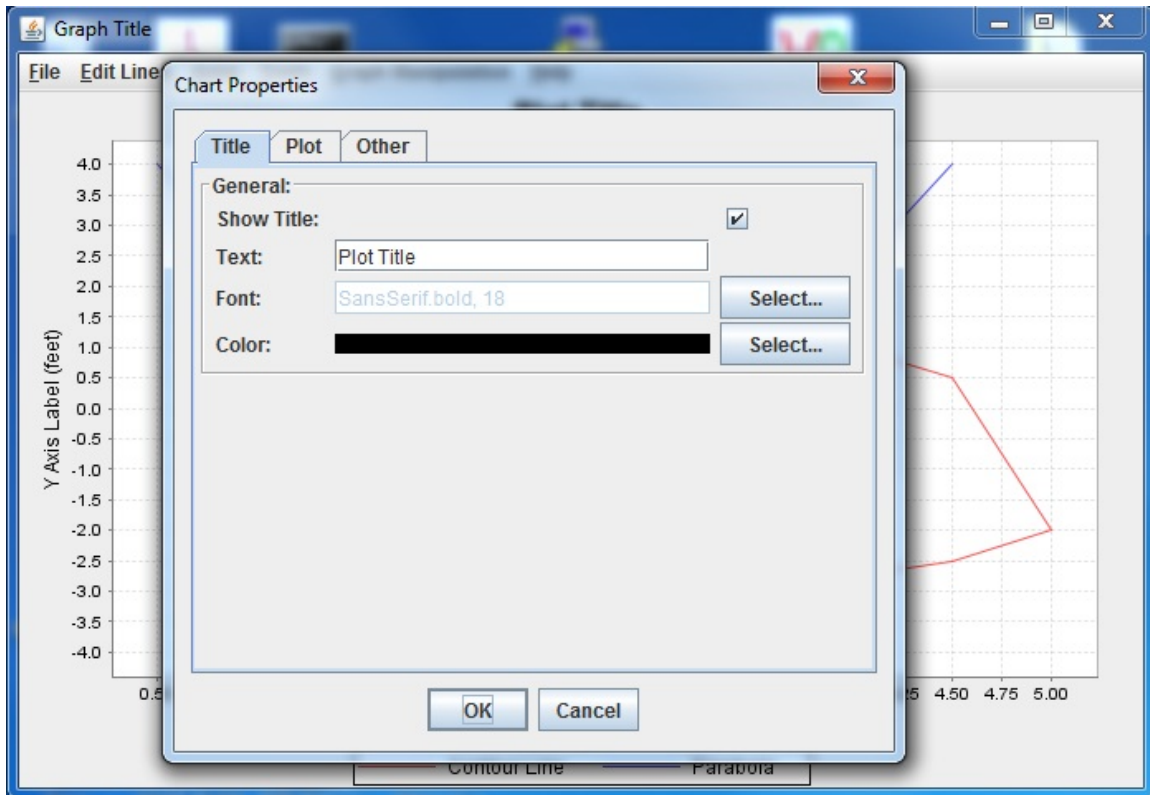 Graph Title
File Edit Line
Chart Properties
Plot Title
Title Plot Other
General:
Show Title:
Text: Plot Title
Font: SansSerif.bold, 18 Select...
Color: Select...
OK Cancel
Y Axis Label (feet)
4.0
3.5
3.0
2.5
2.0
1.5
1.0
0.5
0.0
-0.5
-1.0
-1.5
-2.0
-2.5
-3.0
-3.5
-4.0
4.50 4.75 5.00
Contour Line Parabola